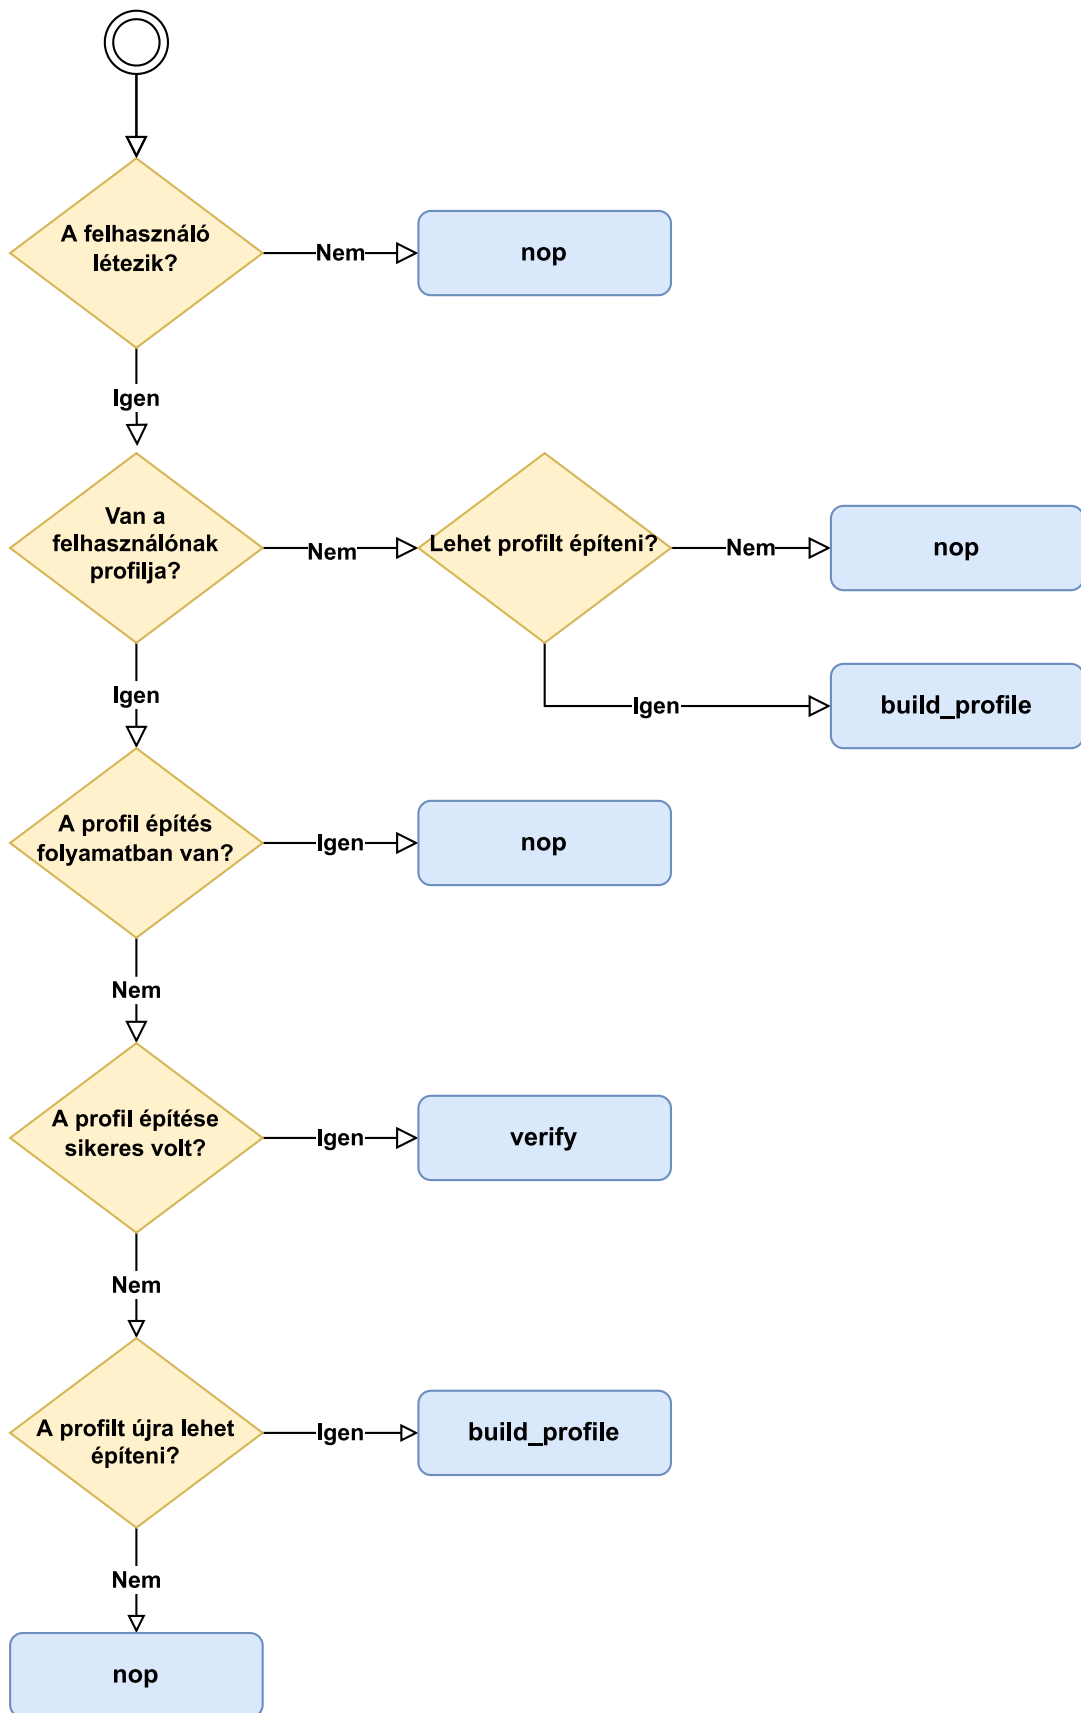 A felhasználó
létezik?
Nem
nop
Igen
Van a
felhasználónak
profilja?
Nem
Lehet profilt építeni?
Nem
nop
Igen
build_profile
Igen
A profil építés
folyamatban van?
Igen
nop
Nem
A profil építése
sikeres volt?
Igen
verify
Nem
A profilt újra lehet
építeni?
Igen
build_profile
Nem
nop